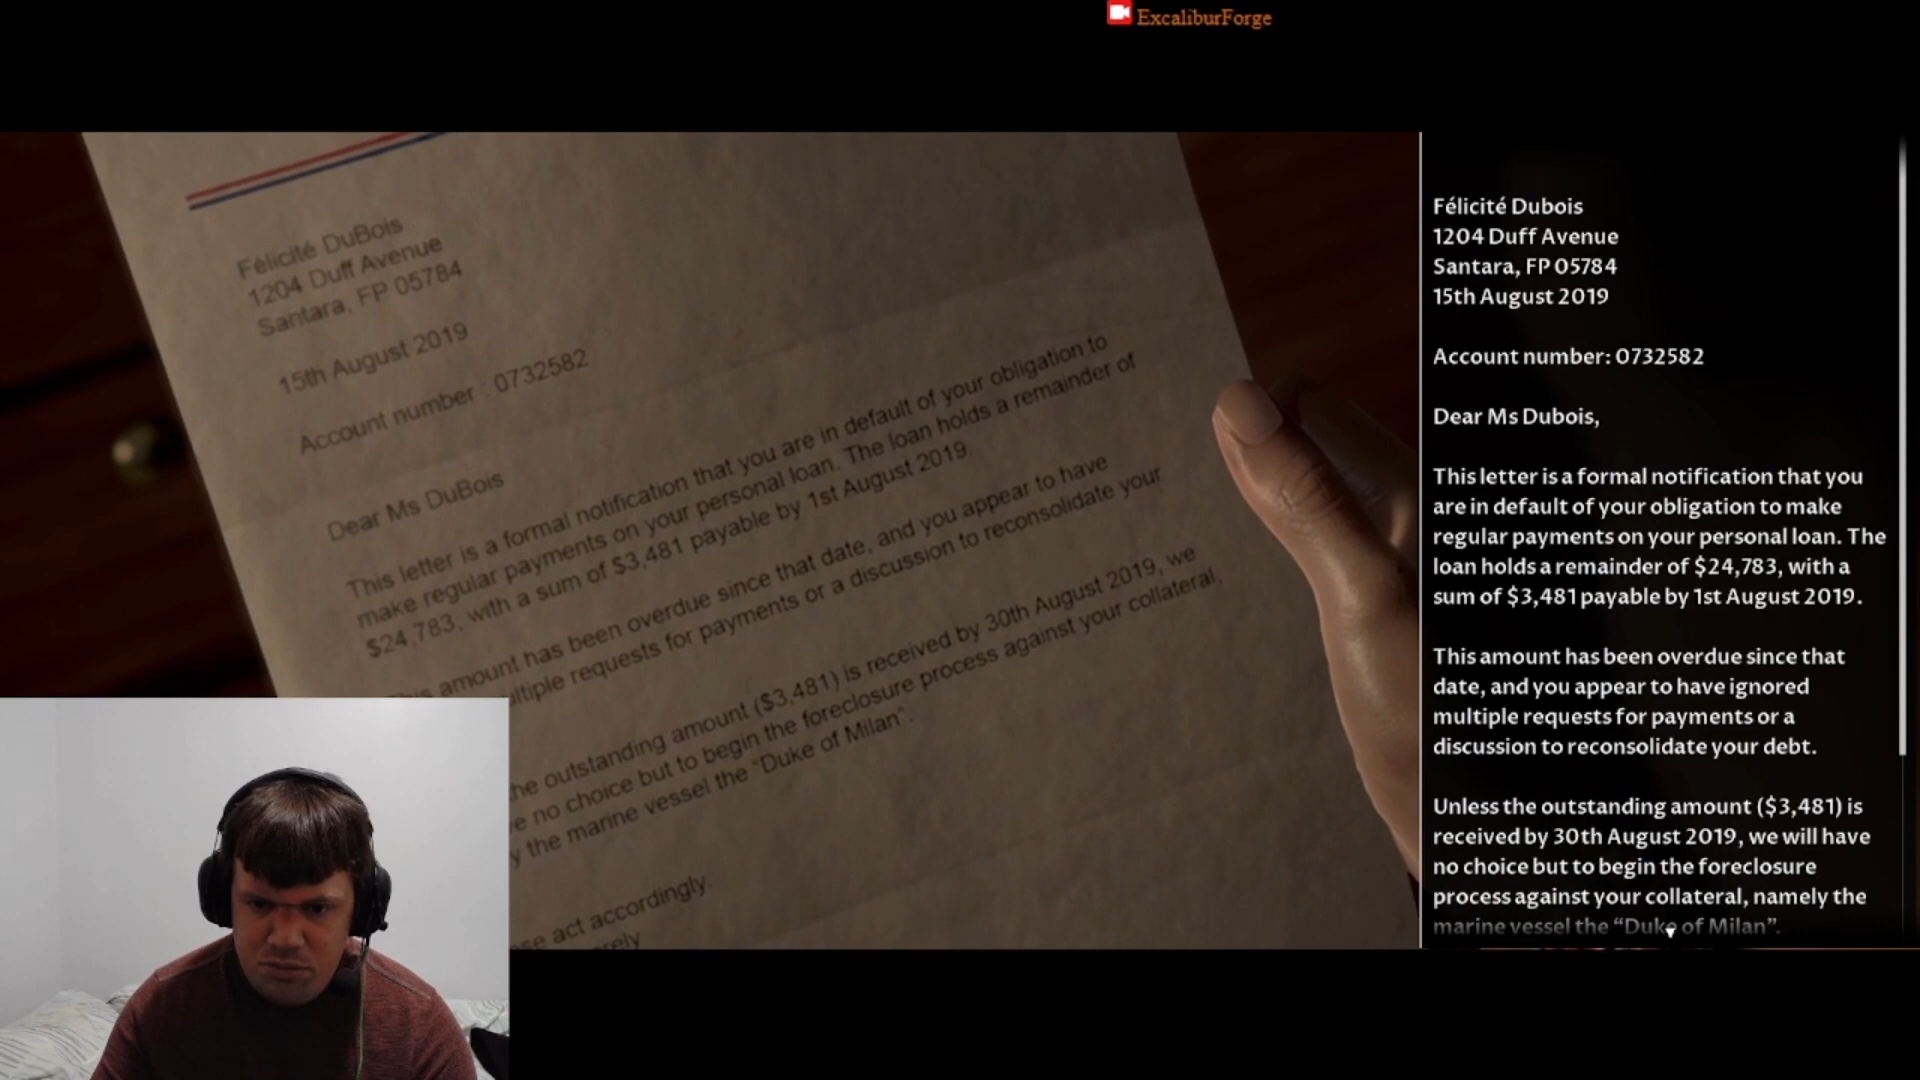 ExcaliburForge
Félicité DuBois
1204 Duff Avenue
Santara, FP 05784
15th August 2019
Account number : 0732582
Dear Ms DuBois
This letter is a formal notification that you are in default of your obligation to
make regular payments on your personal loan. The loan holds a remainder of
$24,783, with a sum of $3,481 payable by 1st August 2019.
amount has been overdue since that date, and you appear to have
requests for payments or a discussion to reconsolidate your
outstanding amount ($3,481) is received by 30th August 2019, we
no choice but to begin the foreclosure process against your collateral,
the marine vessel the “Duke of Milan”.
act accordingly.
Félicité Dubois
1204 Duff Avenue
Santara, FP 05784
15th August 2019
Account number: 0732582
Dear Ms Dubois,
This letter is a formal notification that you
are in default of your obligation to make
regular payments on your personal loan. The
loan holds a remainder of $24,783, with a
sum of $3,481 payable by 1st August 2019.
This amount has been overdue since that
date, and you appear to have ignored
multiple requests for payments or a
discussion to reconsolidate your debt.
Unless the outstanding amount ($3,481) is
received by 30th August 2019, we will have
no choice but to begin the foreclosure
process against your collateral, namely the
marine vessel the “Duke of Milan”.